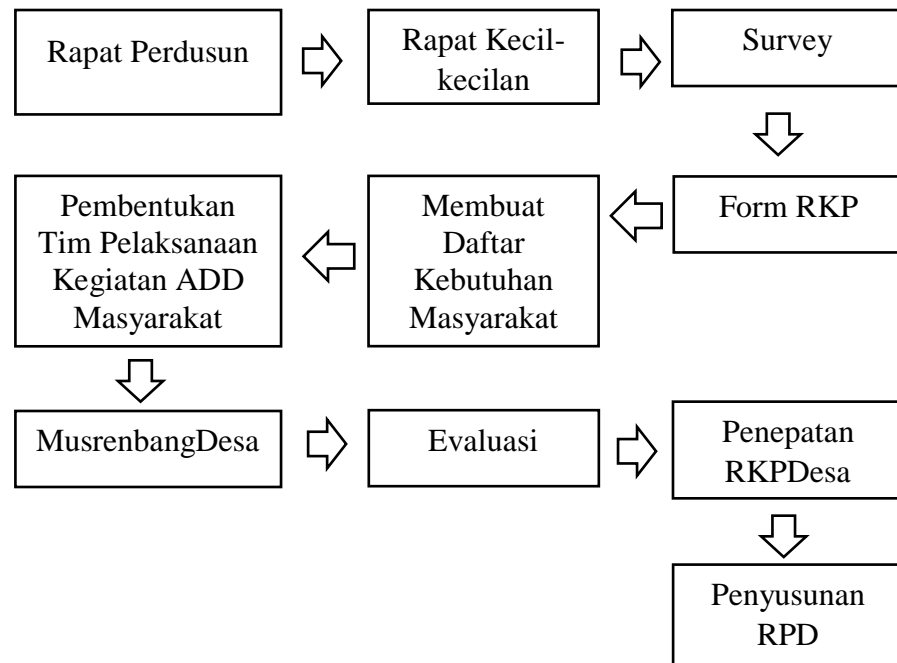 Rapat Perdusun
Rapat Kecil-
kecilan
Survey
Form RKP
Membuat
Daftar
Kebutuhan
Masyarakat
Pembentukan
Tim Pelaksanaan
Kegiatan ADD
Masyarakat
MusrenbangDesa
Evaluasi
Penepatan
RKPDesa
Penyusunan
RPD